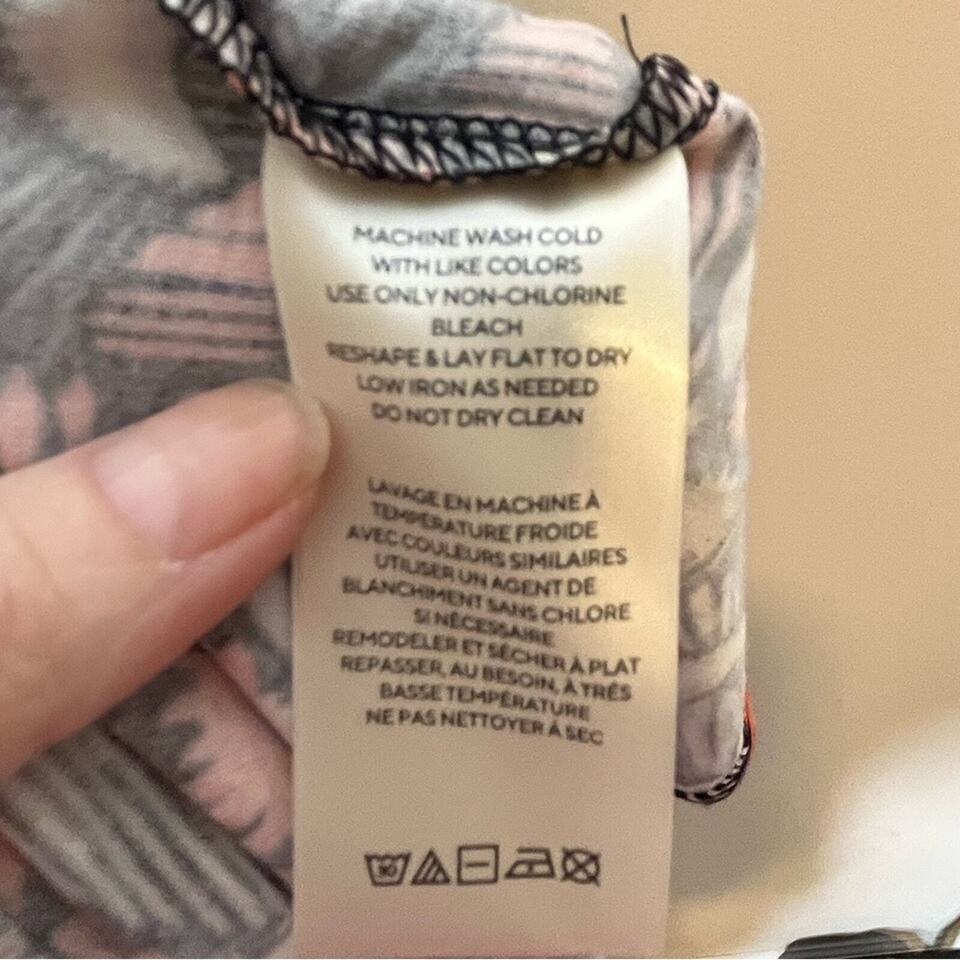 MACHINE WASH COLD
WITH LIKE COLORS
USE ONLY NON-CHLORINE
BLEACH
RESHAPE & LAY FLAT TO DRY
LOW IRON AS NEEDED
DO NOT DRY CLEAN
LAVAGE EN MACHINE À
TEMPÉRATURE FROIDE
AVEC COULEURS SIMILAIRES
UTILISER UN AGENT DE
BLANCHIMENT SANS CHLORE
SI NÉCESSAIRE
REMODELER ET SÉCHER À PLAT
REPASSER, AU BESOIN, À TRÉS
BASSE TEMPÉRATURE
NE PAS NETTOYER À SEC